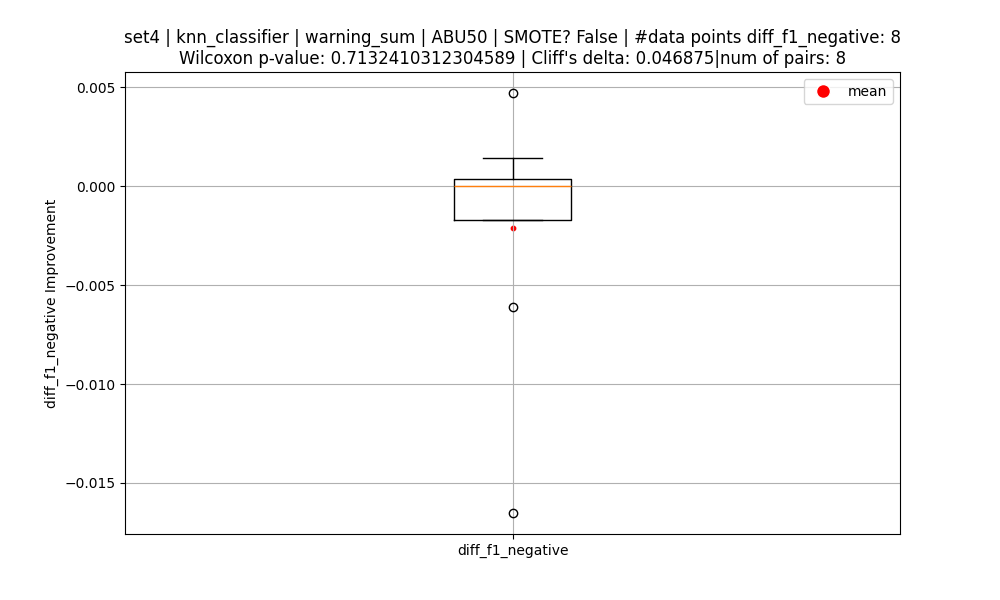 set4 | knn_classifier | warning_sum | ABU50 | SMOTE? False | #data points diff_f1_negative: 8
Wilcoxon p-value: 0.7132410312304589 | Cliff's delta: 0.046875|num of pairs: 8
mean
0.005
0.000
−0.005
−0.010
−0.015
diff_f1_negative Improvement
diff_f1_negative